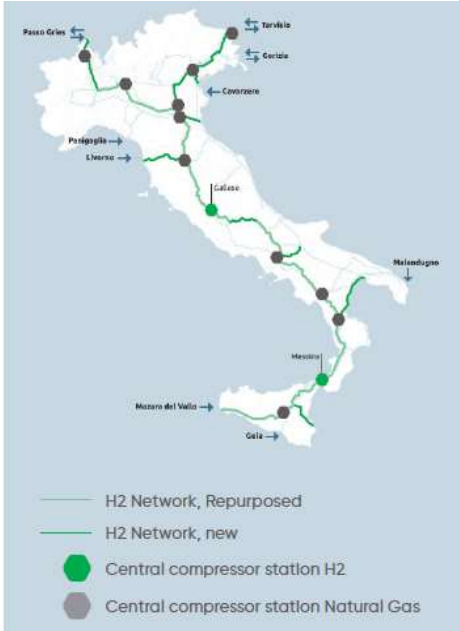 Passo Gries
Tarvisio
Gorizia
Cavarzere
Panigaglia
Livorno
Gallese
Melendugno
Messina
Mazara del Vallo
Gela
H2 Network, Repurposed
H2 Network, new
Central compressor station H2
Central compressor station Natural Gas